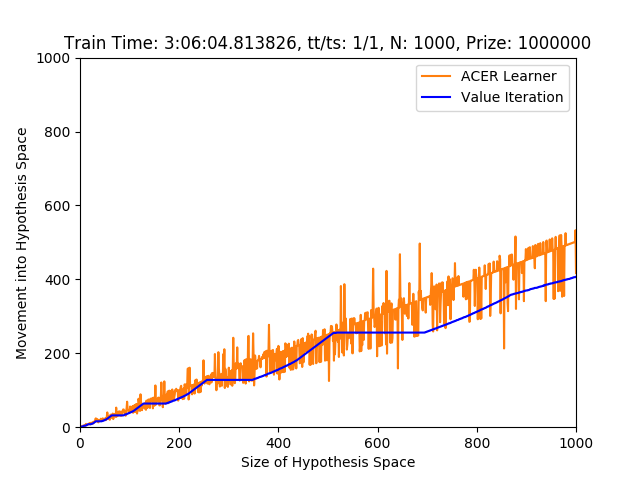 Train Time: 3:06:04.813826, tt/ts: 1/1, N: 1000, Prize: 1000000
ACER Learner
Value Iteration
Movement into Hypothesis Space
1000
800
600
400
200
0
0 200 400 600 800 1000
Size of Hypothesis Space